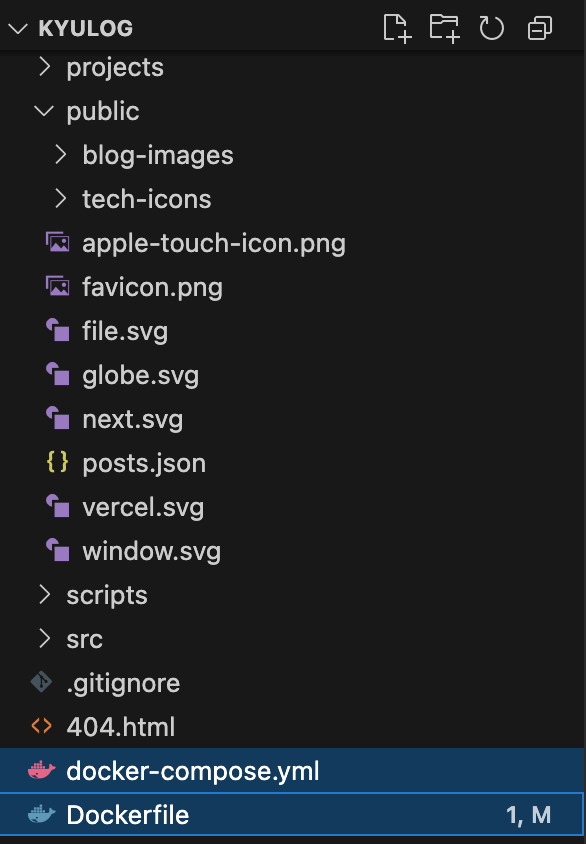 KYULOG
projects
public
blog-images
tech-icons
apple-touch-icon.png
favicon.png
file.svg
globe.svg
next.svg
posts.json
vercel.svg
window.svg
scripts
src
.gitignore
404.html
docker-compose.yml
Dockerfile 1, M